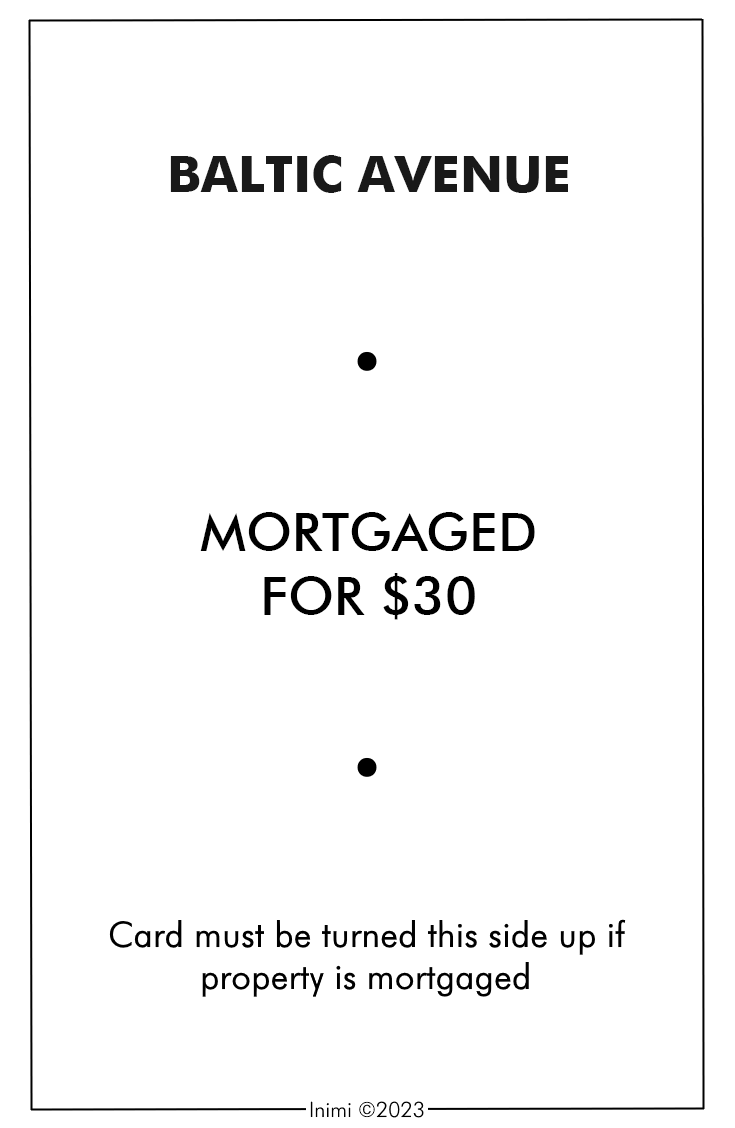 BALTIC AVENUE
•
MORTGAGED
FOR $30
•
Card must be turned this side up if
property is mortgaged
Inimi ©2023